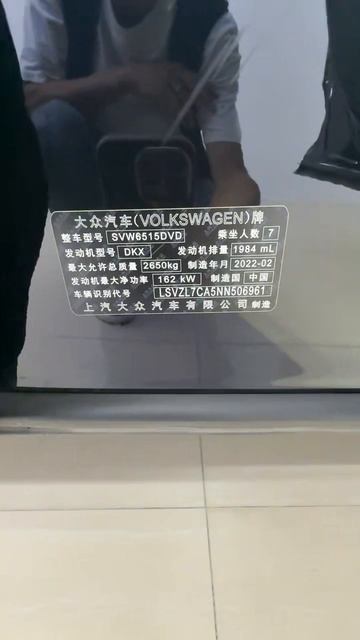 大众汽车(VOLKSWAGEN)牌
整车型号 SVW6515DVD 乘坐人数 7
发动机型号 DKX 发动机排量 1984 mL
最大允许总质量 2650kg 制造年月 2022-02
发动机最大净功率 162 kW 制造国 中国
车辆识别代号 LSVZL7CA5NN506961
上汽大众汽车有限公司 制造